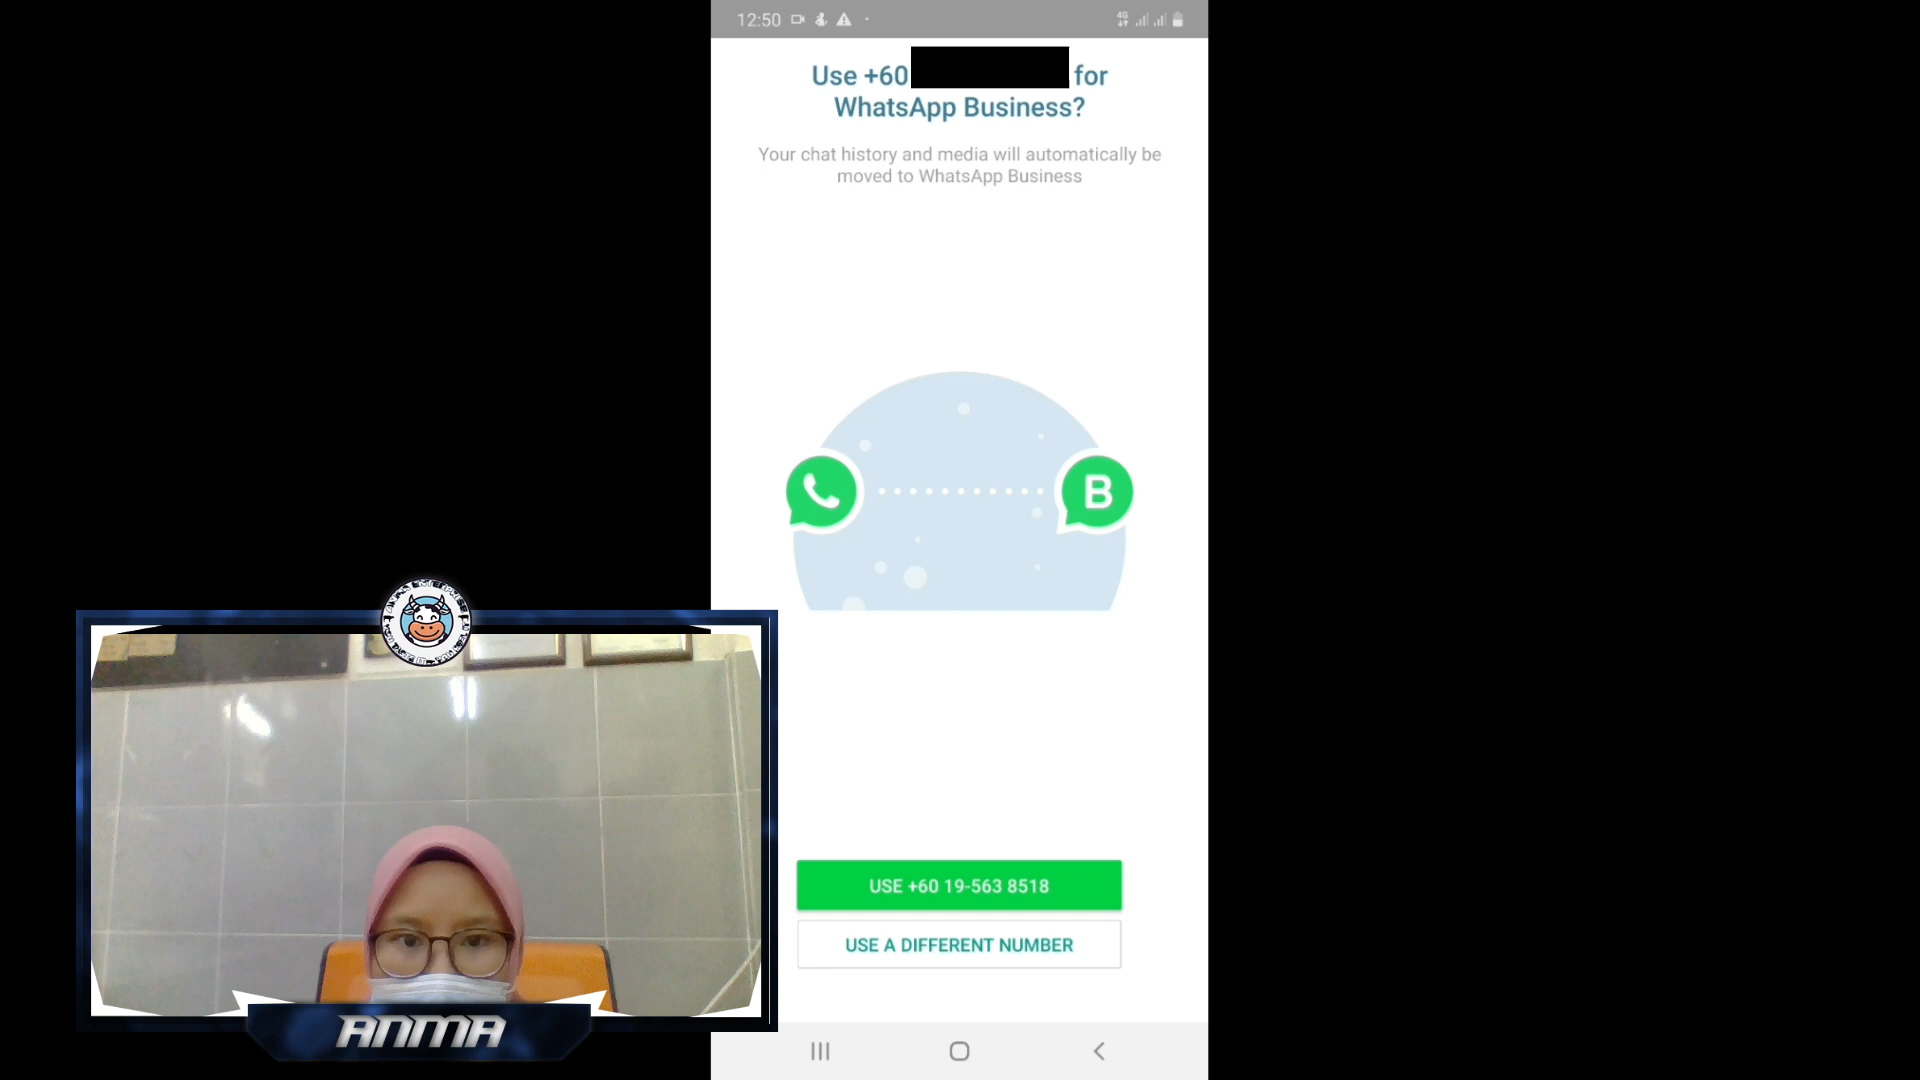 12:50
4G
Use +60 for
WhatsApp Business?
Your chat history and media will automatically be
moved to WhatsApp Business
B
USE +60 19-563 8518
USE A DIFFERENT NUMBER
ANMA